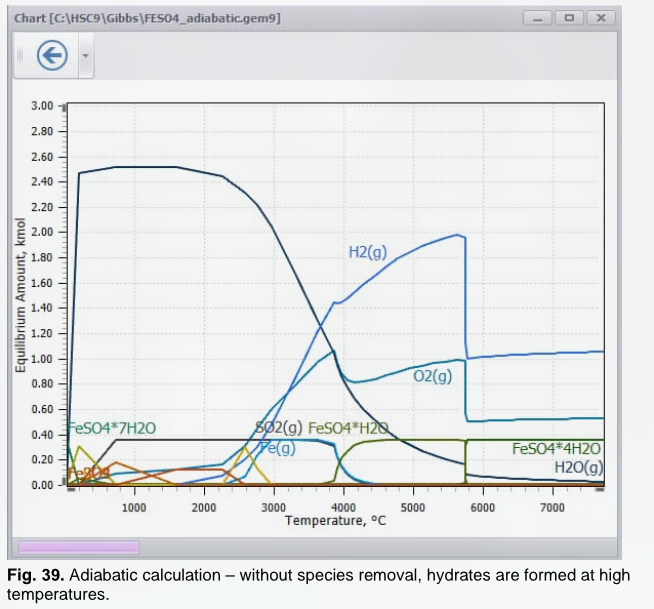 Chart [C:\HSC9\Gibbs\FESO4_adiabatic.gem9]
3.00
2.80
2.60
2.40
2.20
2.00
1.80
1.60
1.40
1.20
1.00
0.80
0.60
0.40
0.20
0.00
Equilibrium Amount, kmol
H2(g)
O2(g)
FeSO4*7H2O
SO2(g)
FeSO4*H2O
Fe(g)
FeSO4*4H2O
H2O(g)
1000
2000
3000
4000
5000
6000
7000
Temperature, °C
Fig. 39. Adiabatic calculation – without species removal, hydrates are formed at high
temperatures.